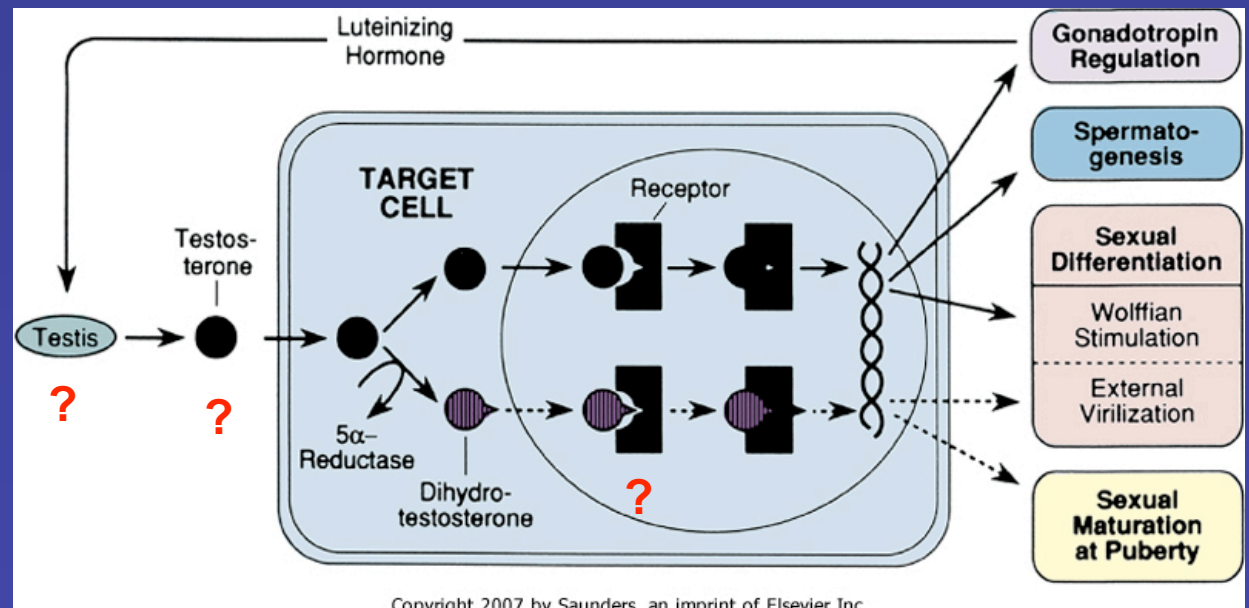 Luteinizing
Hormone
Gonadotropin
Regulation
Spermato-
genesis
TARGET
CELL
Receptor
Testos-
terone
Sexual
Differentiation
Wolffian
Stimulation
Testis
External
Virilization
?
?
5α–
Reductase
Dihydro-
testosterone
?
Sexual
Maturation
at Puberty
Copyright 2007 by Saunders, an imprint of Elsevier Inc